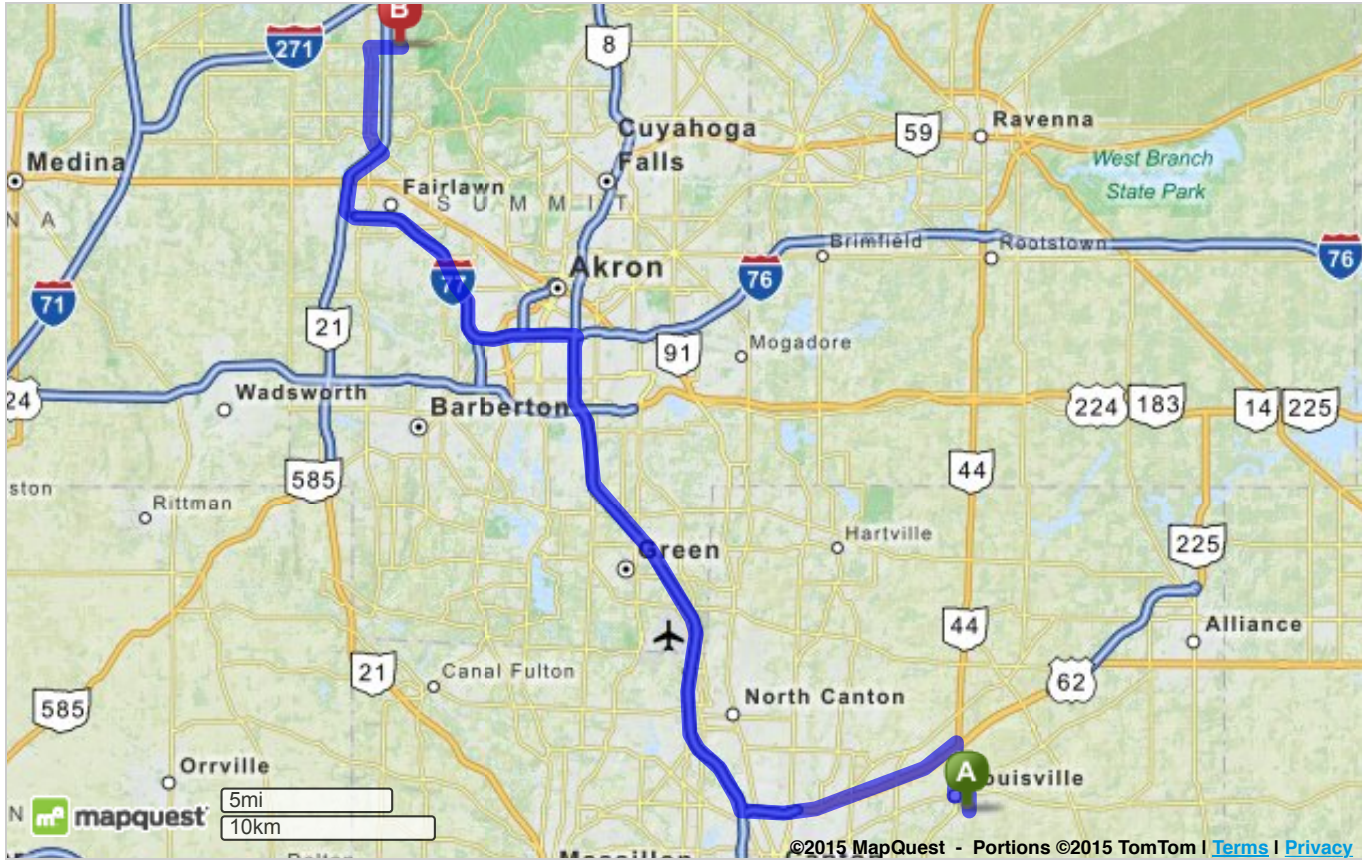 B
271
8
Cuyahoga
Falls
59
Ravenna
West Branch
State Park
Medina
Fairlawn
N A
S U M M I T
Brimfield
Rootstown
76
76
77
Akron
71
21
91
Mogadore
24
Wadsworth
Barberton
224
183
14
225
585
44
ston
Rittman
Hartville
225
Green
44
Alliance
21
Canal Fulton
62
585
North Canton
Orrville
A
ouisville
N
mapquest
5mi
10km
©2015 MapQuest - Portions ©2015 TomTom | Terms | Privacy